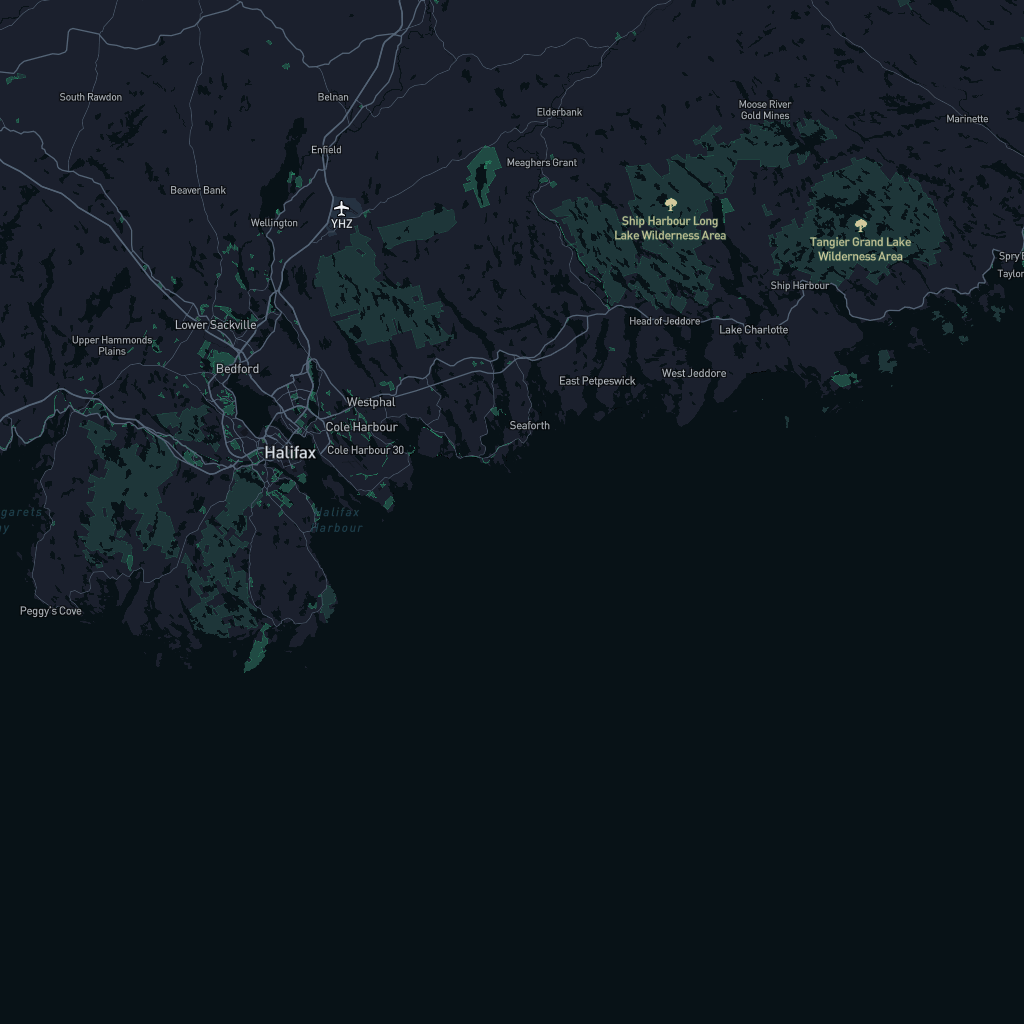 South Rawdon
Belnan
Elderbank
Moose River
Gold Mines
Marinette
Enfield
Meaghers Grant
Beaver Bank
Wellington
YHZ
Ship Harbour Long
Lake Wilderness Area
Tangier Grand Lake
Wilderness Area
Spry
Taylor
Ship Harbour
Lower Sackville
Head of Jeddore
Lake Charlotte
Upper Hammonds
Plains
Bedford
West Jeddore
East Petpeswick
Westphal
Cole Harbour
Seaforth
Halifax
Cole Harbour 30
garets
ay
Halifax
Harbour
Peggy's Cove